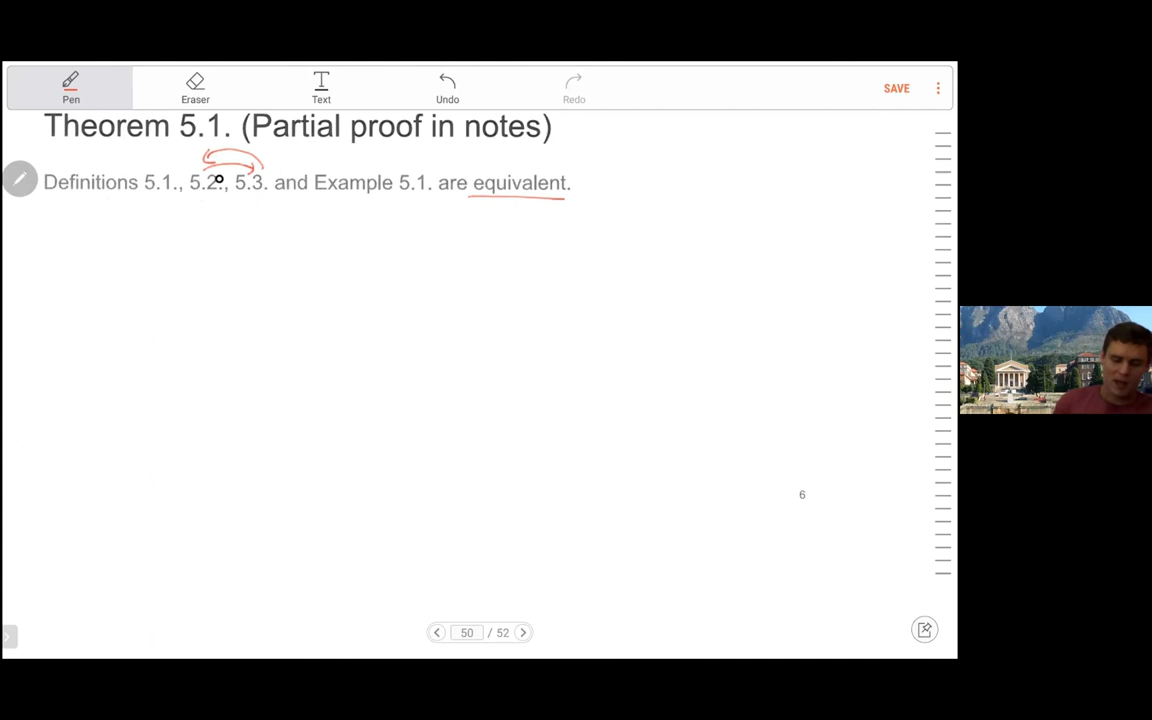 Pen
Eraser
Text
Undo
Redo
SAVE
Theorem 5.1. (Partial proof in notes)
Definitions 5.1., 5.2., 5.3. and Example 5.1. are equivalent.
6
50 / 52